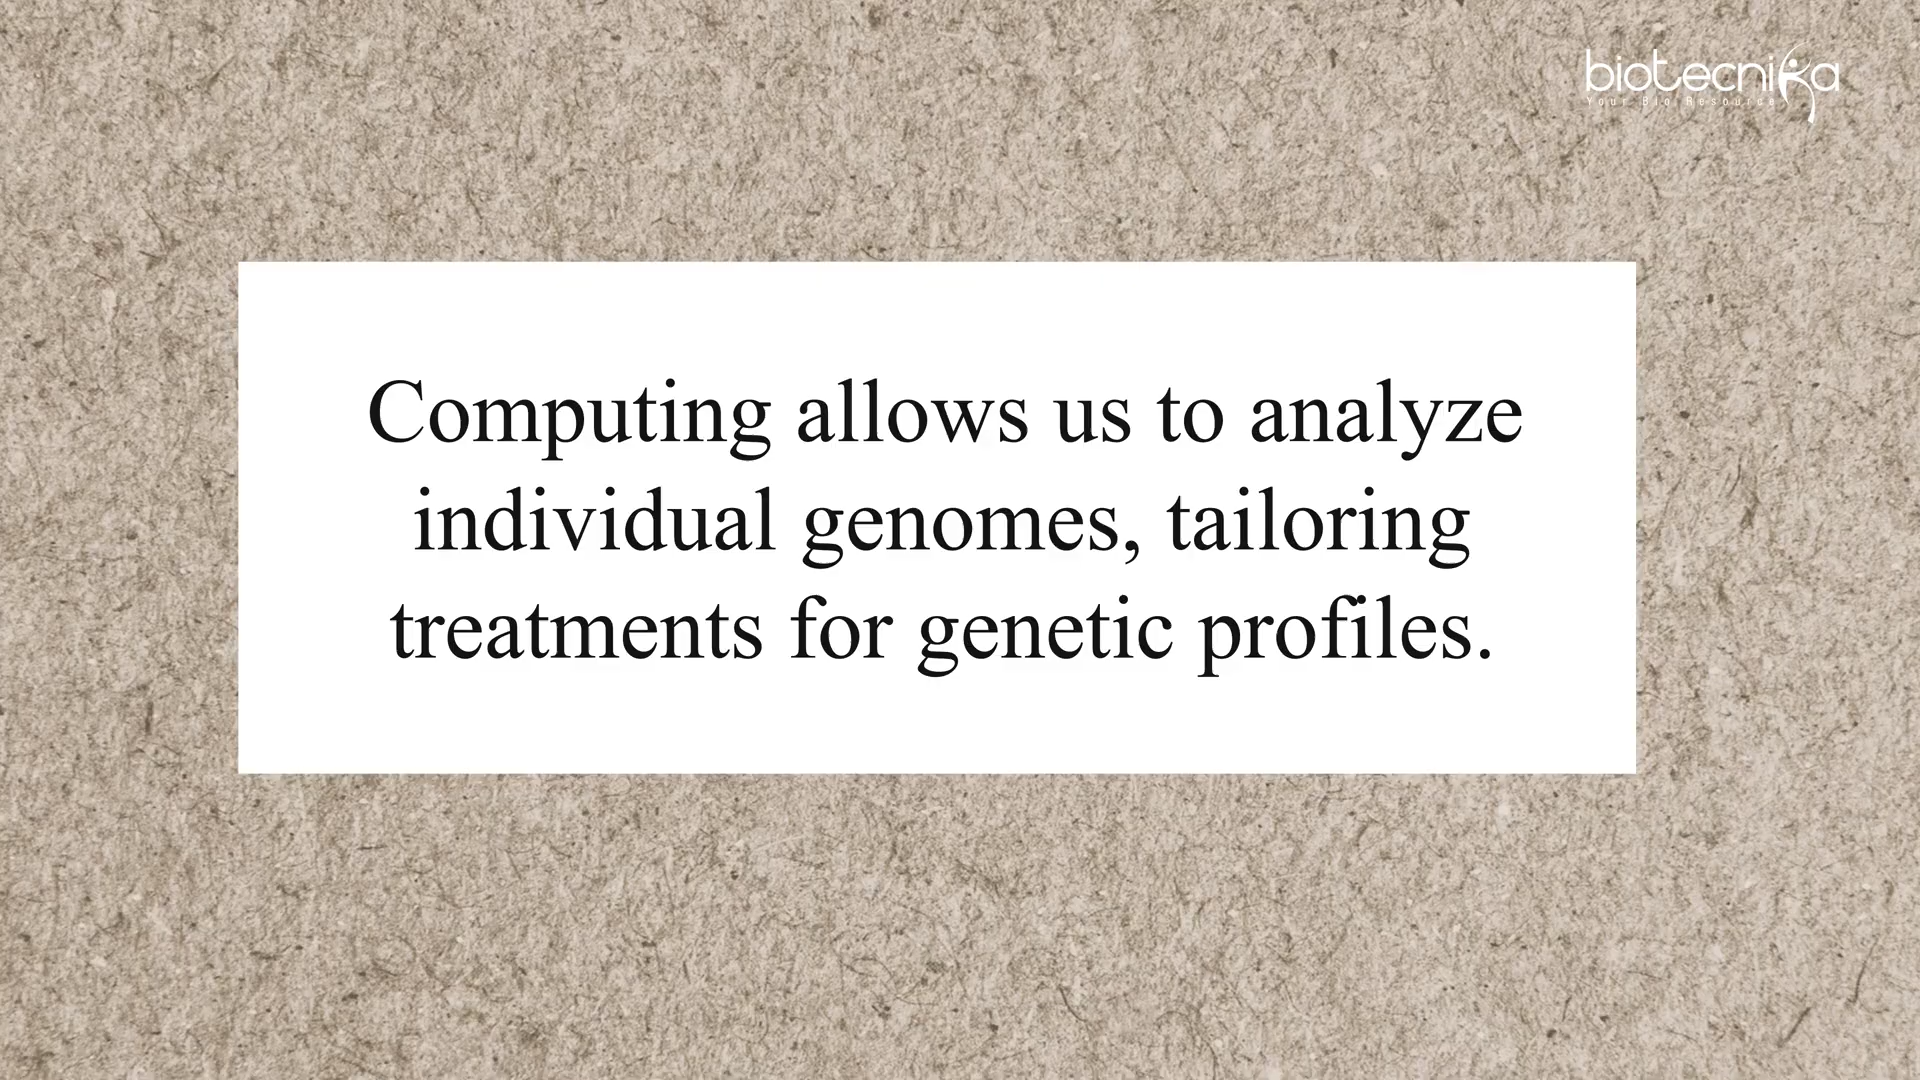 biotecnika
Your Bio Resource
Computing allows us to analyze
individual genomes, tailoring
treatments for genetic profiles.